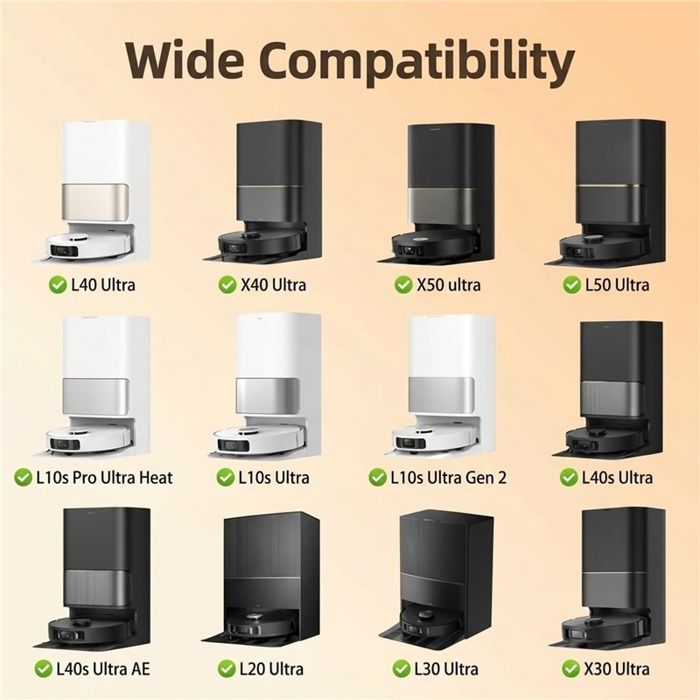 Wide Compatibility
L40 Ultra
X40 Ultra
X50 ultra
L50 Ultra
L10s Pro Ultra Heat
L10s Ultra
L10s Ultra Gen 2
L40s Ultra
L40s Ultra AE
L20 Ultra
L30 Ultra
X30 Ultra